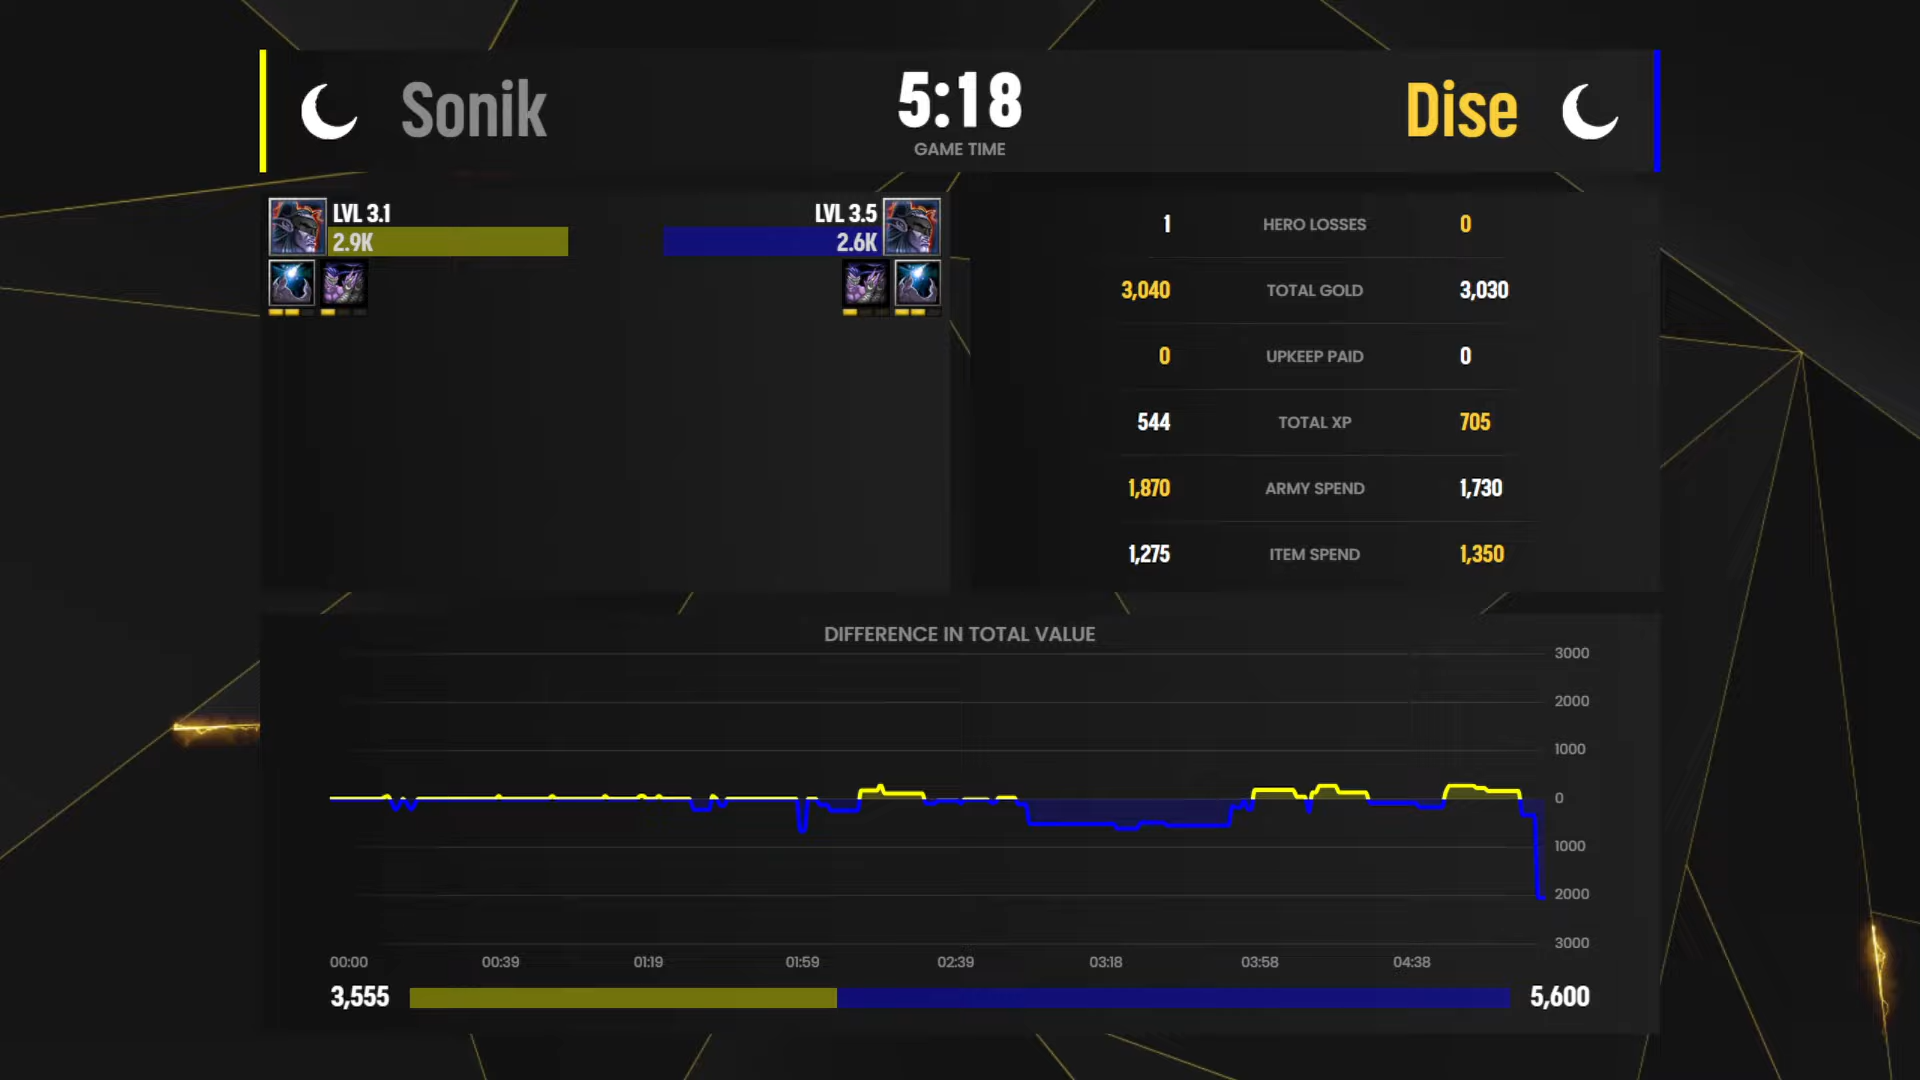 Sonik
5:18
GAME TIME
Dise
LVL 3.1
2.9K
LVL 3.5
2.6K
1 HERO LOSSES 0
3,040 TOTAL GOLD 3,030
0 UPKEEP PAID 0
544 TOTAL XP 705
1,870 ARMY SPEND 1,730
1,275 ITEM SPEND 1,350
DIFFERENCE IN TOTAL VALUE
3000
2000
1000
0
1000
2000
3000
00:00 00:39 01:19 01:59 02:39 03:18 03:58 04:38
3,555 5,600